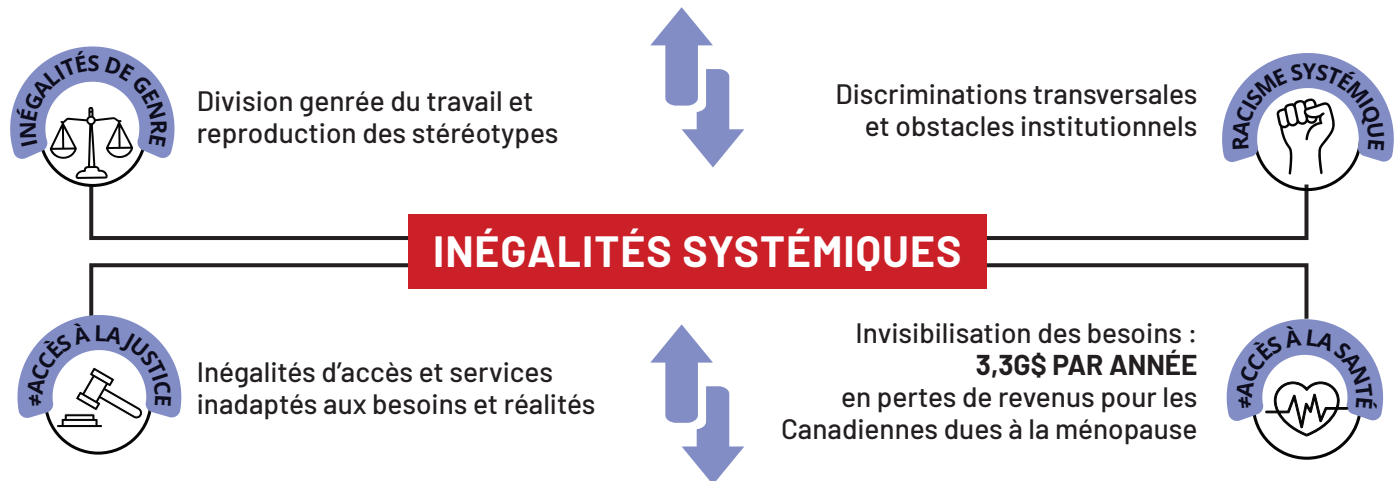 INÉGALITÉS DE GENRE
Division genrée du travail et
reproduction des stéréotypes
Discriminations transversales
et obstacles institutionnels
RACISME SYSTÉMIQUE
INÉGALITÉS SYSTÉMIQUES
≠ACCÈS À LA JUSTICE
Inégalités d’accès et services
inadaptés aux besoins et réalités
Invisibilisation des besoins :
3,3G$ PAR ANNÉE
en pertes de revenus pour les
Canadiennes dues à la ménopause
≠ACCÈS À LA SANTÉ